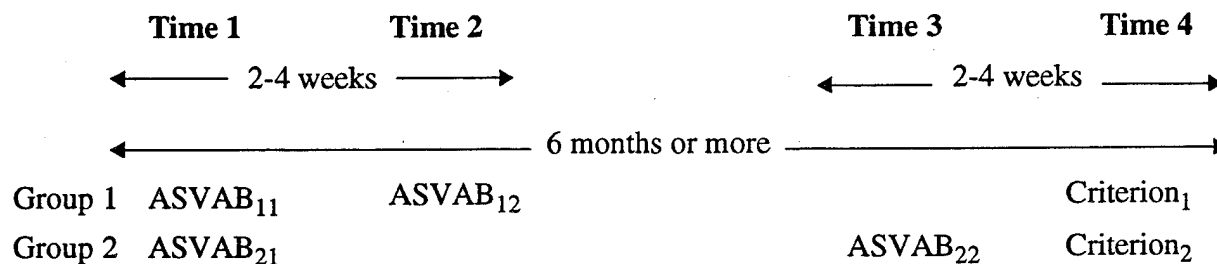 Time 1 Time 2 Time 3 Time 4
2-4 weeks 2-4 weeks
6 months or more
Group 1 ASVAB11 ASVAB12 Criterion1
Group 2 ASVAB21 ASVAB22 Criterion2